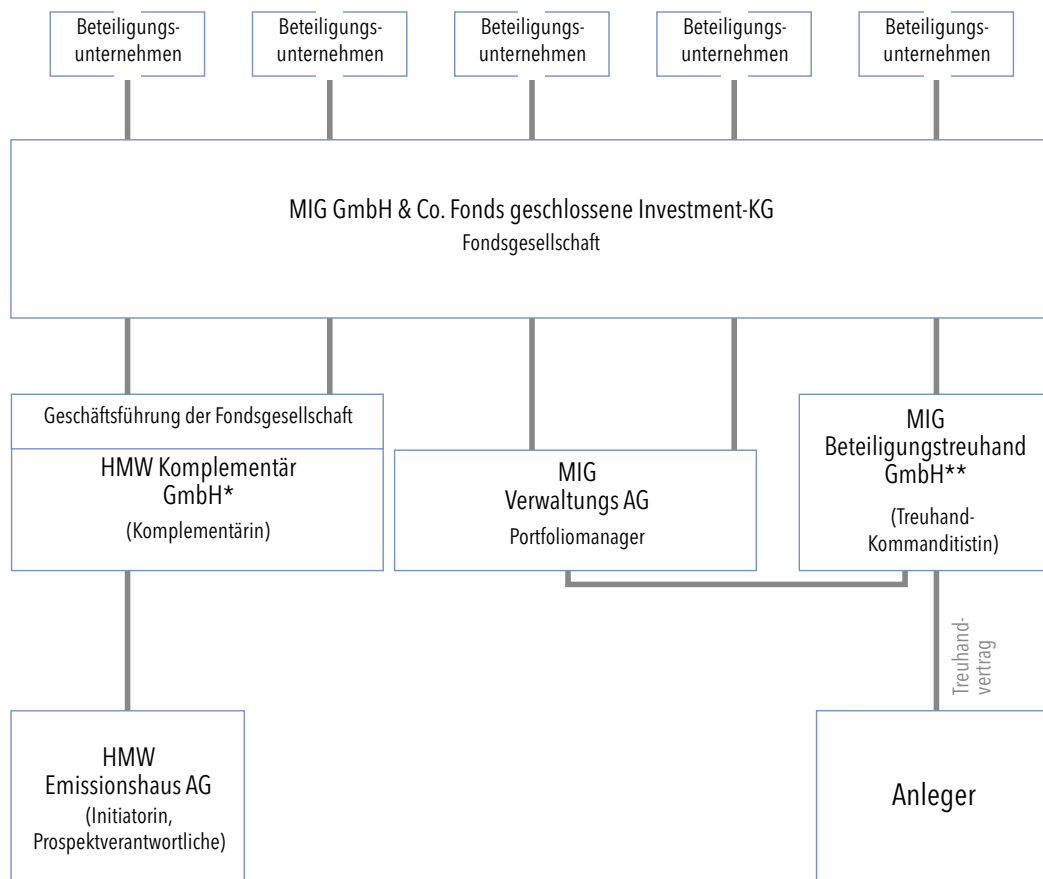 Beteiligungs-
unternehmen
Beteiligungs-
unternehmen
Beteiligungs-
unternehmen
Beteiligungs-
unternehmen
Beteiligungs-
unternehmen
MIG GmbH & Co. Fonds geschlossene Investment-KG
Fondsgesellschaft
Geschäftsführung der Fondsgesellschaft
HMW Komplementär
GmbH*
(Komplementärin)
MIG
Verwaltungs AG
Portfoliomanager
MIG
Beteiligungstreuhand
GmbH**
(Treuhand-
Kommanditistin)
Treuhand-
vertrag
HMW
Emissionshaus AG
(Initiatorin,
Prospektverantwortliche)
Anleger